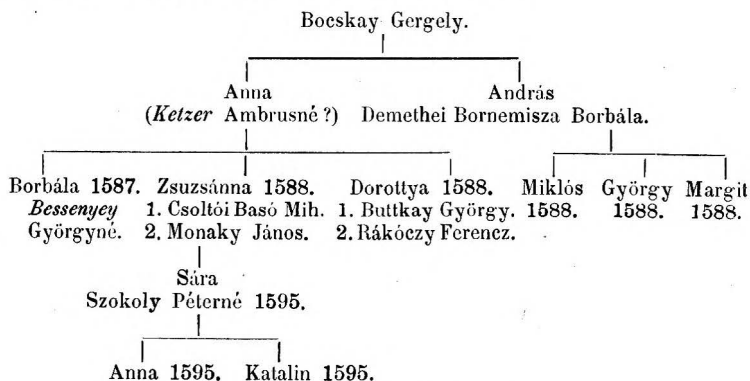 Bocskay Gergely.
Anna András
(Ketzer Ambrusné?) Demethei Bornemisza Borbála.
Borbála 1587. Zsuzsánna 1588. Dorottya 1588. Miklós György Margit
Bessenyey 1. Csoltói Basó Mih. 1. Buttkay György. 1588. 1588. 1588.
Györgyné. 2. Monaky János. 2. Rákóczy Ferencz.
Sára
Szokoly Péterné 1595.
Anna 1595. Katalin 1595.